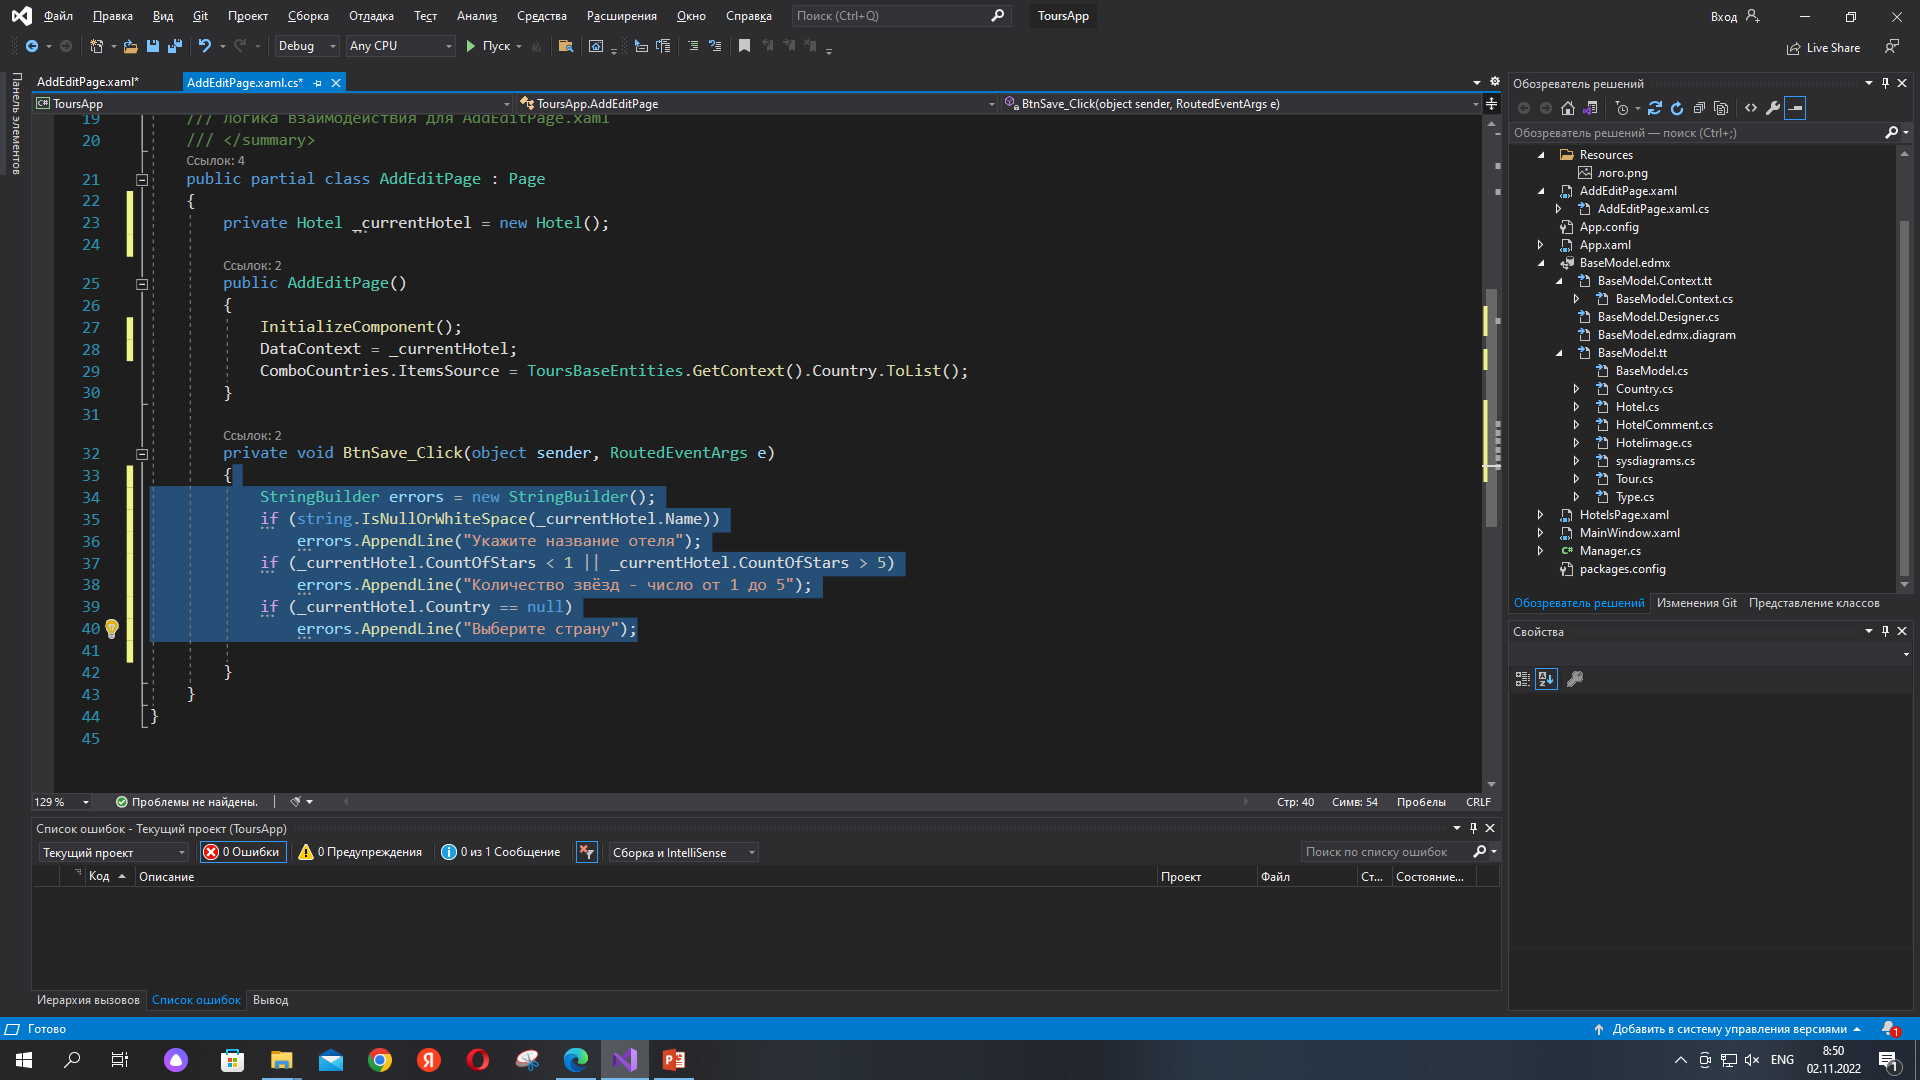 Файл Правка Вид Git Проект Сборка Отладка Тест Анализ Средства Расширения Окно Справка Поиск (Ctrl+Q) ToursApp Вход
Debug Any CPU Пуск Live Share
Панель элементов
AddEditPage.xaml* AddEditPage.xaml.cs*
ToursApp ToursApp.AddEditPage BtnSave_Click(object sender, RoutedEventArgs e)
19 /// Логика взаимодействия для AddEditPage.xaml
20 /// </summary>
Ссылок: 4
21 public partial class AddEditPage : Page
22 {
23 private Hotel _currentHotel = new Hotel();
24
Ссылок: 2
25 public AddEditPage()
26 {
27 InitializeComponent();
28 DataContext = _currentHotel;
29 ComboCountries.ItemsSource = ToursBaseEntities.GetContext().Country.ToList();
30 }
31
Ссылок: 2
32 private void BtnSave_Click(object sender, RoutedEventArgs e)
33 {
34 StringBuilder errors = new StringBuilder();
35 if (string.IsNullOrWhiteSpace(_currentHotel.Name))
36 errors.AppendLine("Укажите название отеля");
37 if (_currentHotel.CountOfStars < 1 || _currentHotel.CountOfStars > 5)
38 errors.AppendLine("Количество звёзд - число от 1 до 5");
39 if (_currentHotel.Country == null)
40 errors.AppendLine("Выберите страну");
41
42 }
43 }
44 }
45
129 % Проблемы не найдены. Стр: 40 Симв: 54 Пробелы CRLF
Список ошибок - Текущий проект (ToursApp)
Текущий проект 0 Ошибки 0 Предупреждения 0 из 1 Сообщение Сборка и IntelliSense Поиск по списку ошибок
Код Описание Проект Файл Ст... Состояние...
Иерархия вызовов Список ошибок Вывод
Обозреватель решений
Обозреватель решений — поиск (Ctrl+;)
Resources
лого.png
AddEditPage.xaml
AddEditPage.xaml.cs
App.config
App.xaml
BaseModel.edmx
BaseModel.Context.tt
BaseModel.Context.cs
BaseModel.Designer.cs
BaseModel.edmx.diagram
BaseModel.tt
BaseModel.cs
Country.cs
Hotel.cs
HotelComment.cs
Hotelimage.cs
sysdiagrams.cs
Tour.cs
Type.cs
HotelsPage.xaml
MainWindow.xaml
C# Manager.cs
packages.config
Обозреватель решений Изменения Git Представление классов
Свойства
Готово Добавить в систему управления версиями 1
ENG 8:50
02.11.2022 1